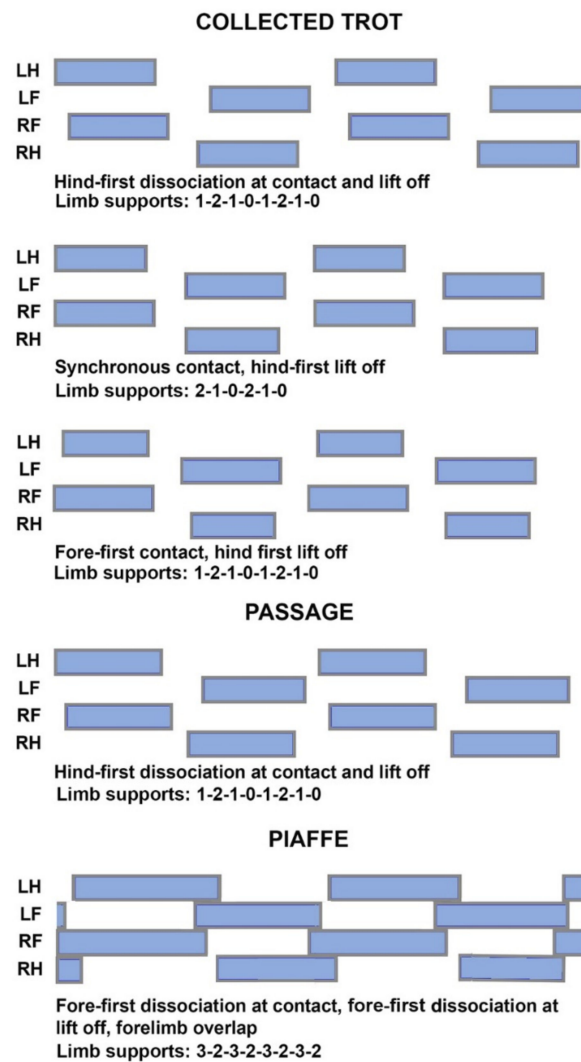 COLLECTED TROT
LH
LF
RF
RH
Hind-first dissociation at contact and lift off
Limb supports: 1-2-1-0-1-2-1-0
LH
LF
RF
RH
Synchronous contact, hind-first lift off
Limb supports: 2-1-0-2-1-0
LH
LF
RF
RH
Fore-first contact, hind first lift off
Limb supports: 1-2-1-0-1-2-1-0
PASSAGE
LH
LF
RF
RH
Hind-first dissociation at contact and lift off
Limb supports: 1-2-1-0-1-2-1-0
PIAFFE
LH
LF
RF
RH
Fore-first dissociation at contact, fore-first dissociation at
lift off, forelimb overlap
Limb supports: 3-2-3-2-3-2-3-2